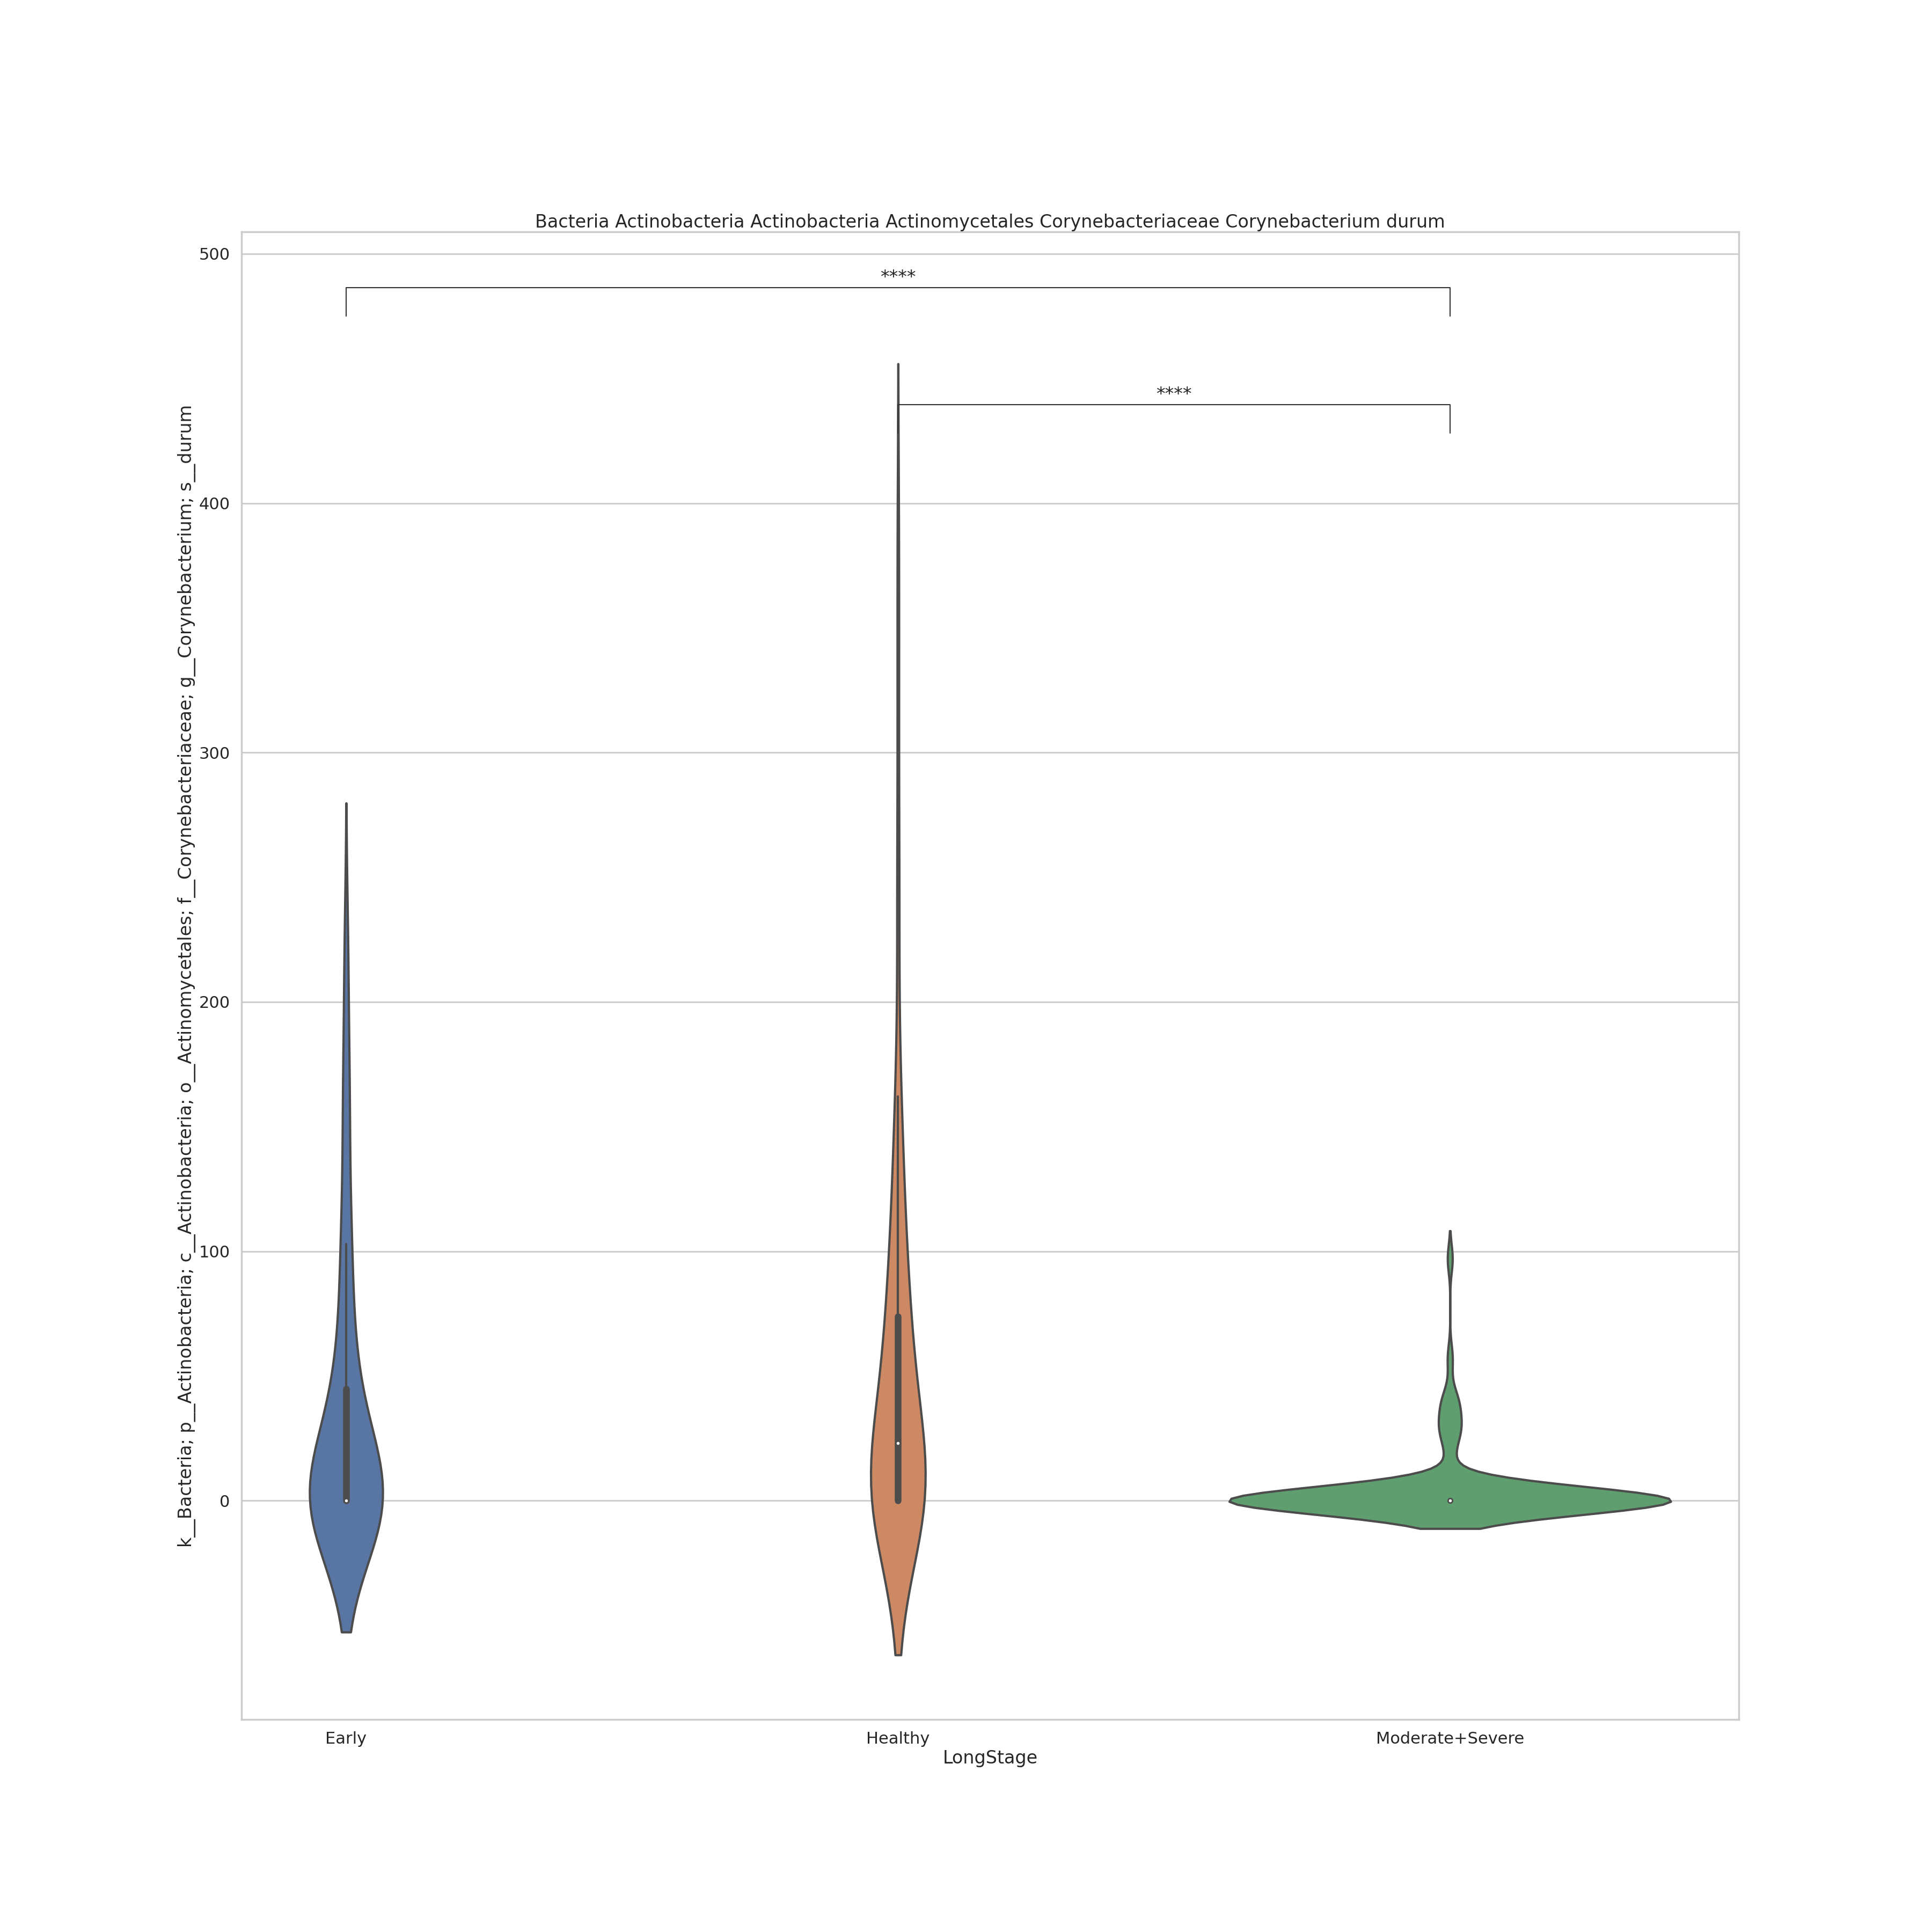 Bacteria Actinobacteria Actinobacteria Actinomycetales Corynebacteriaceae Corynebacterium durum
k__Bacteria; p__Actinobacteria; c__Actinobacteria; o__Actinomycetales; f__Corynebacteriaceae; g__Corynebacterium; s__durum
500
400
300
200
100
0
****
****
Early
Healthy
Moderate+Severe
LongStage